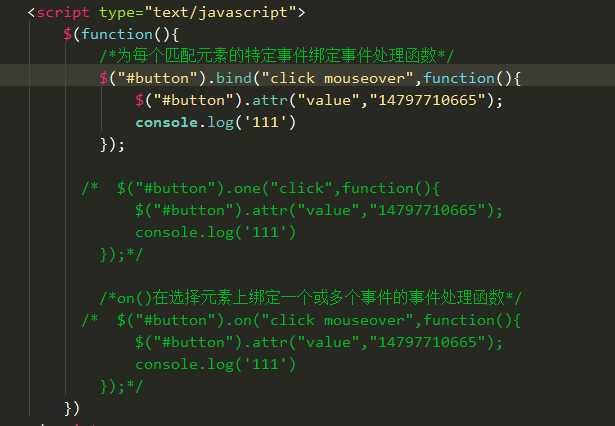 <script type="text/javascript">
$(function(){
/*为每个匹配元素的特定事件绑定事件处理函数*/
$("#button").bind("click mouseover",function(){
$("#button").attr("value","14797710665");
console.log('111')
});
/*  $("#button").one("click",function(){
$("#button").attr("value","14797710665");
console.log('111')
});*/
/*on()在选择元素上绑定一个或多个事件的事件处理函数*/
/*  $("#button").on("click mouseover",function(){
$("#button").attr("value","14797710665");
console.log('111')
});*/
})